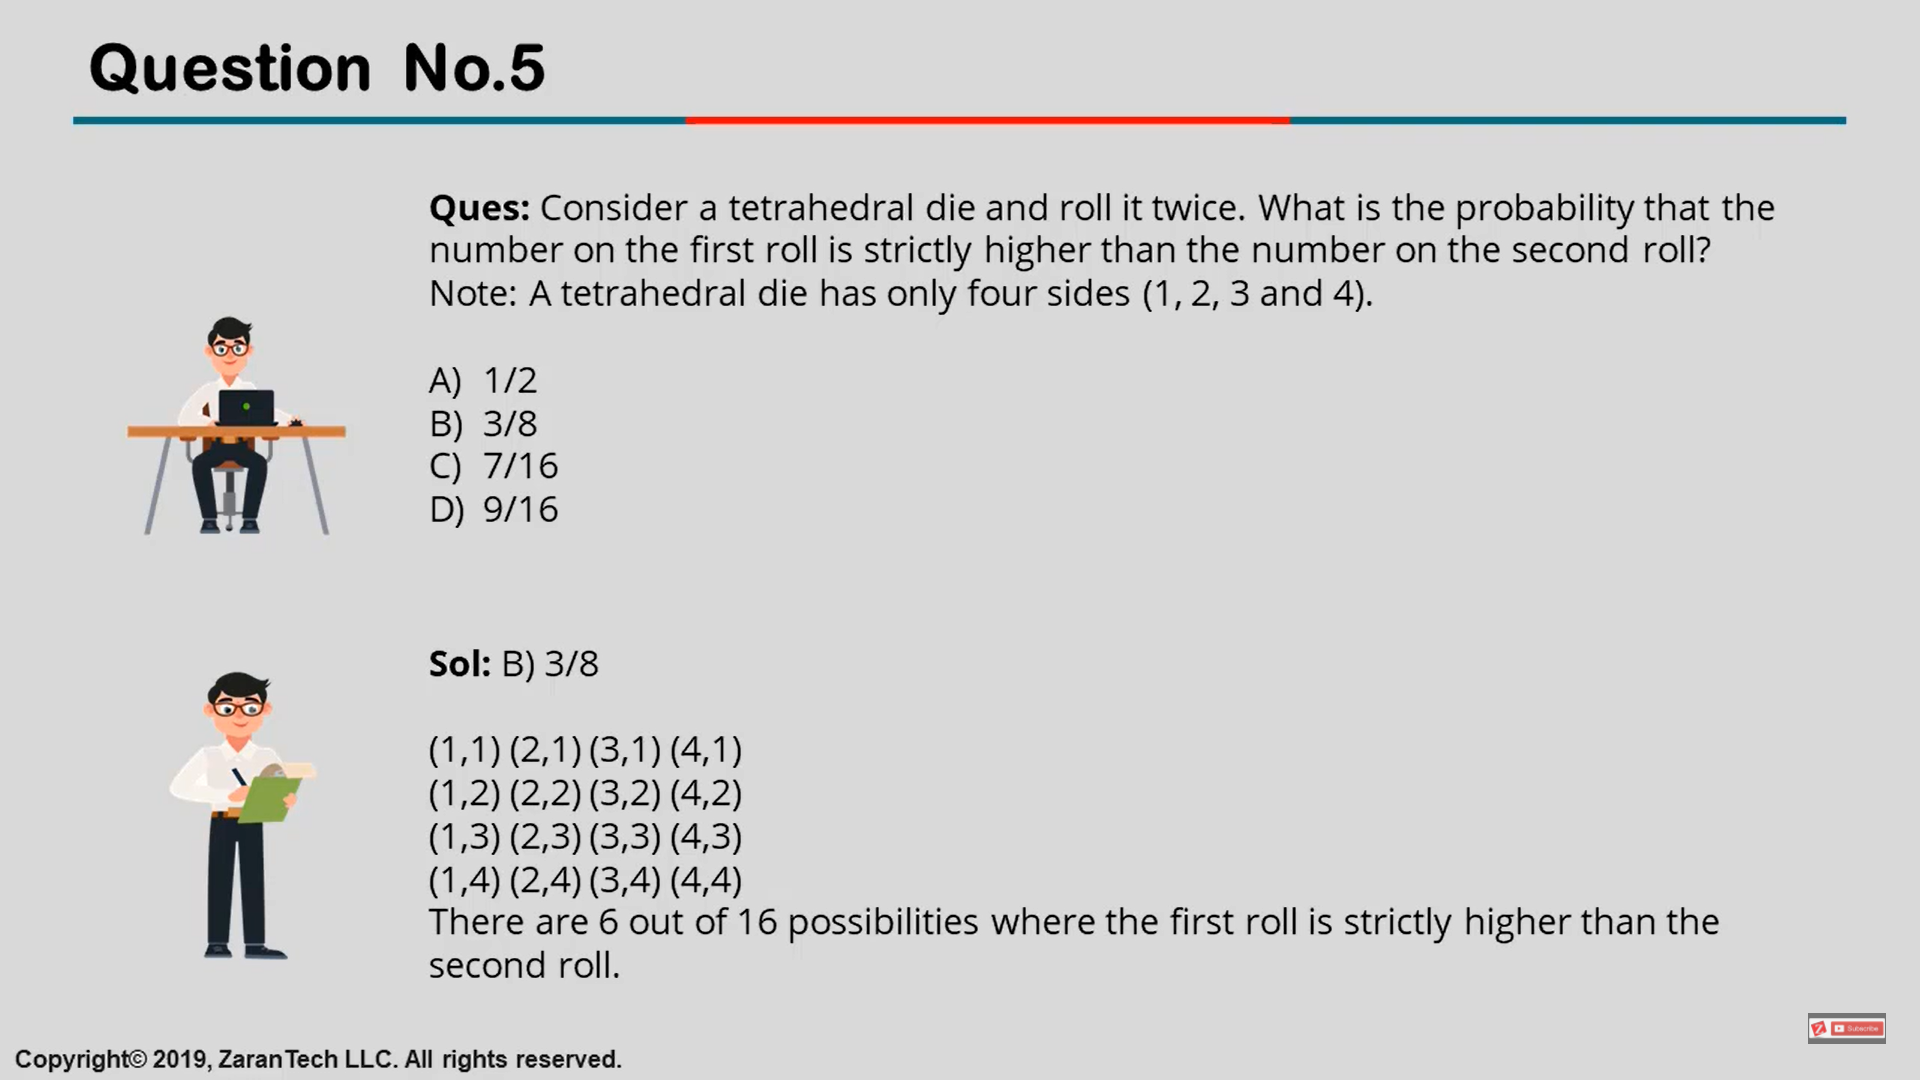 Question No.5
Ques: Consider a tetrahedral die and roll it twice. What is the probability that the
number on the first roll is strictly higher than the number on the second roll?
Note: A tetrahedral die has only four sides (1, 2, 3 and 4).
A) 1/2
B) 3/8
C) 7/16
D) 9/16
Sol: B) 3/8
(1,1) (2,1) (3,1) (4,1)
(1,2) (2,2) (3,2) (4,2)
(1,3) (2,3) (3,3) (4,3)
(1,4) (2,4) (3,4) (4,4)
There are 6 out of 16 possibilities where the first roll is strictly higher than the
second roll.
Subscribe
Copyright© 2019, ZaranTech LLC. All rights reserved.